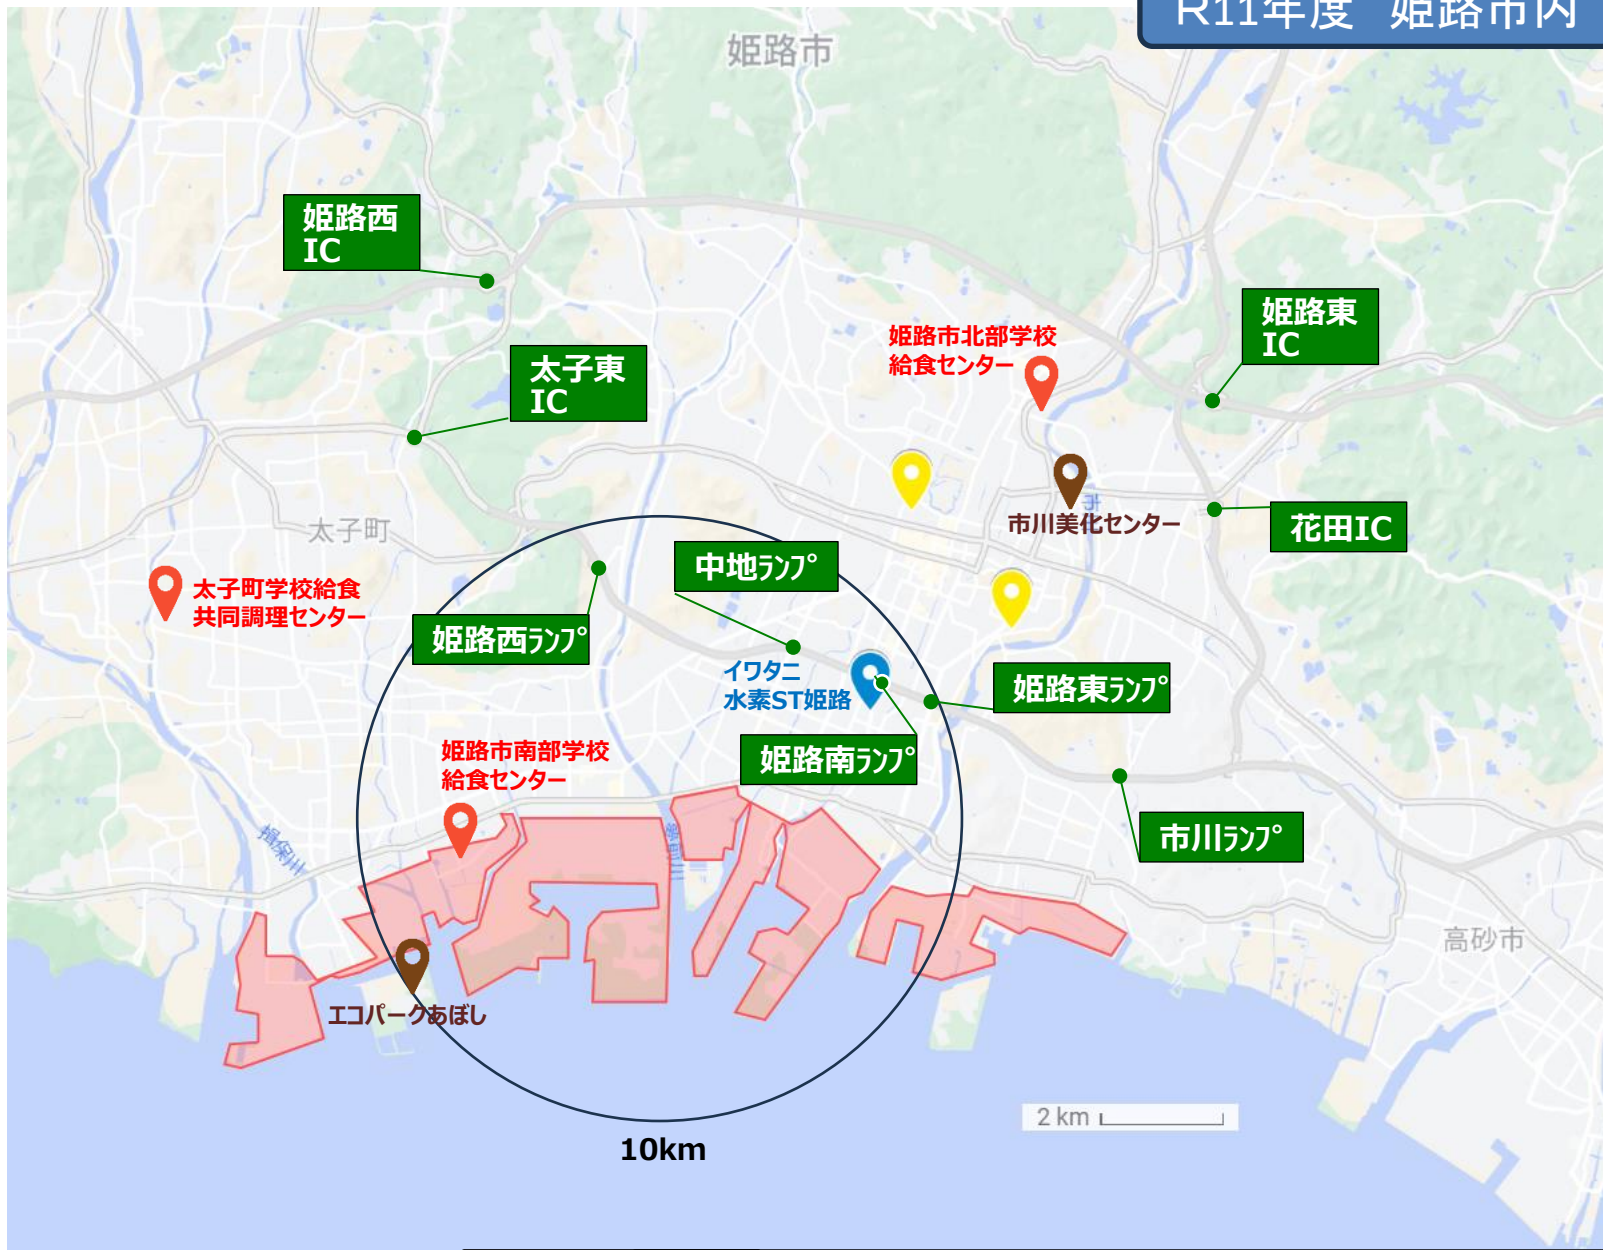 R11年度　姫路市内
姫路市
姫路西
IC
姫路東
IC
姫路市北部学校
給食センター
太子東
IC
市川
市川美化センター
花田IC
太子町
中地ランプ
太子町学校給食
共同調理センター
姫路西ランプ
イワタニ
水素ST姫路
姫路東ランプ
姫路南ランプ
姫路市南部学校
給食センター
市川ランプ
揖保川
高砂市
エコパークあぼし
2 km
10km